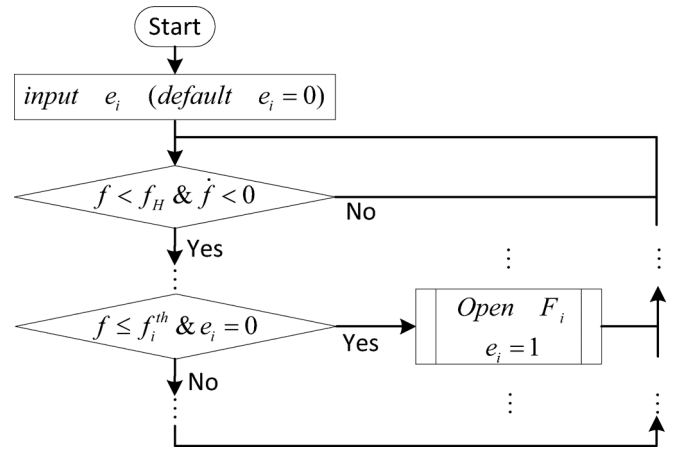 Start
input e_i (default e_i = 0)
f < f_H & ḟ < 0
No
Yes
f ≤ f_i^{th} & e_i = 0
Yes
Open F_i
e_i = 1
No